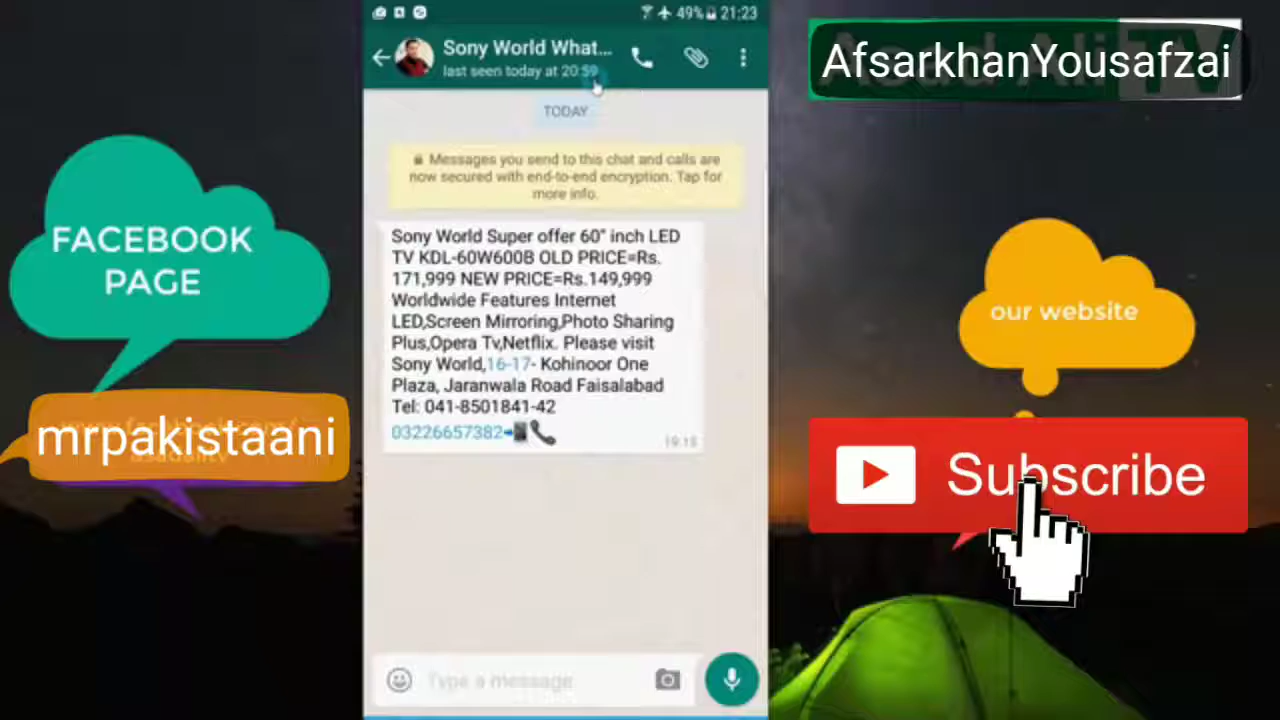 49% 21:23
Sony World What...
last seen today at 20:59
TODAY
Messages you send to this chat and calls are
now secured with end-to-end encryption. Tap for
more info.
Sony World Super offer 60" inch LED
TV KDL-60W600B OLD PRICE=Rs.
171,999 NEW PRICE=Rs.149,999
Worldwide Features Internet
LED,Screen Mirroring,Photo Sharing
Plus,Opera Tv,Netflix. Please visit
Sony World,16-17- Kohinoor One
Plaza, Jaranwala Road Faisalabad
Tel: 041-8501841-42
03226657382
19:15
Type a message
FACEBOOK
PAGE
mrpakistaani
AfsarkhanYousafzai
Asad Ali TV
our website
Subscribe